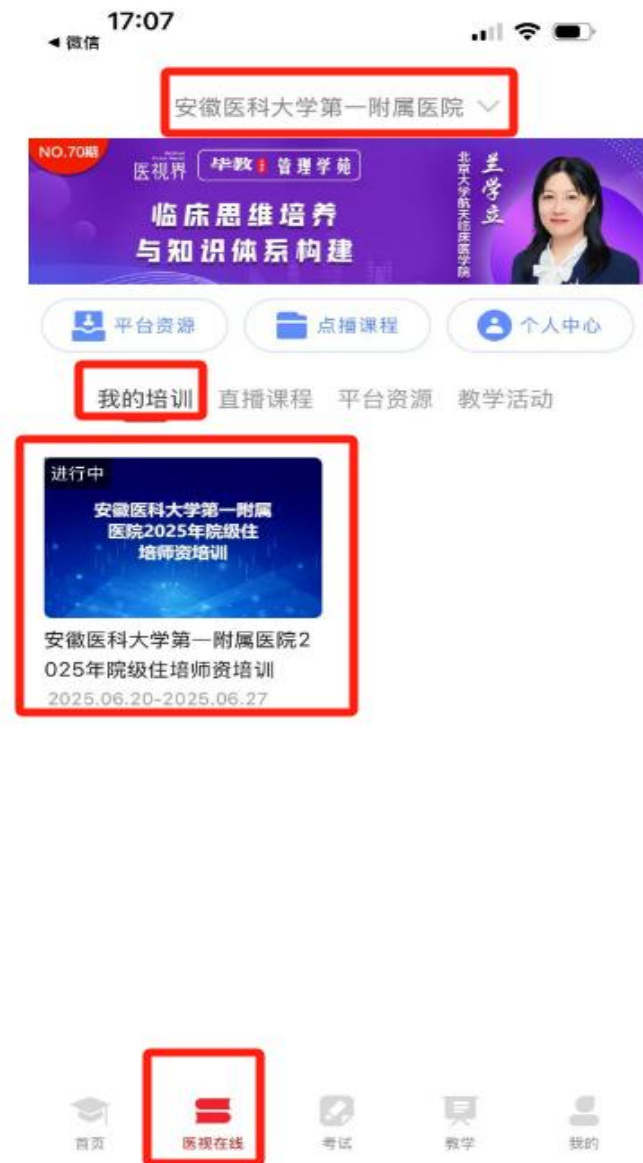 17:07
◀ 微信
安徽医科大学第一附属医院
NO.70期
医视界 毕教 管理学苑
临床思维培养
与知识体系构建
兰学立
北京大学航天临床医学院
平台资源 点播课程 个人中心
我的培训 直播课程 平台资源 教学活动
进行中
安徽医科大学第一附属
医院2025年院级住
培师资培训
安徽医科大学第一附属医院2
025年院级住培师资培训
2025.06.20-2025.06.27
首页 医视在线 考试 教学 我的